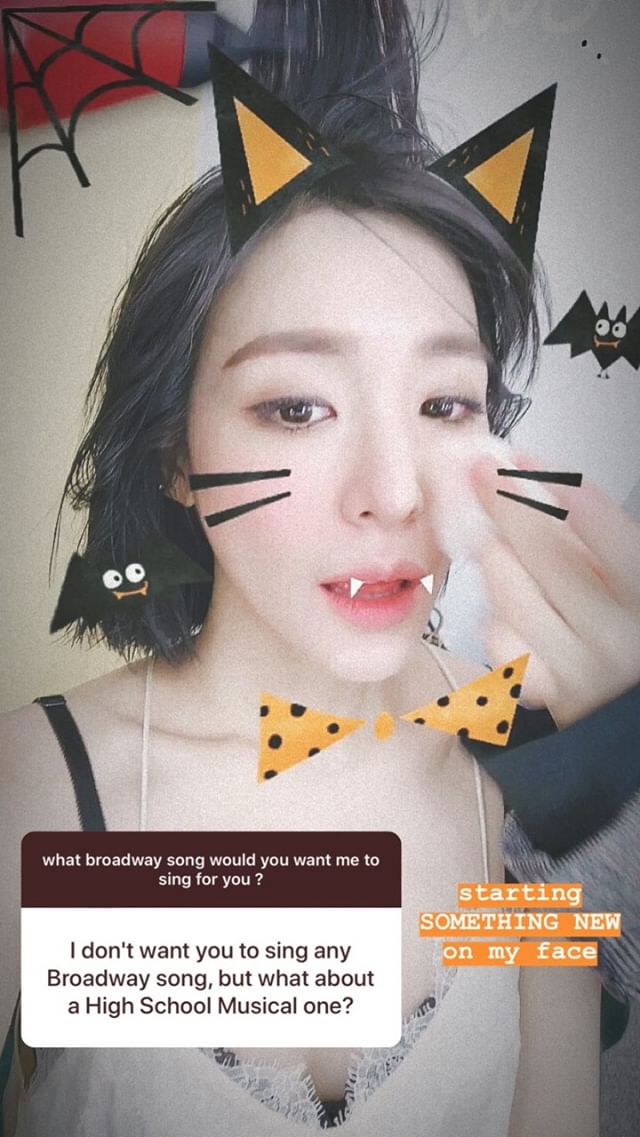 what broadway song would you want me to
sing for you ?
I don't want you to sing any
Broadway song, but what about
a High School Musical one?
starting
SOMETHING NEW
on my face